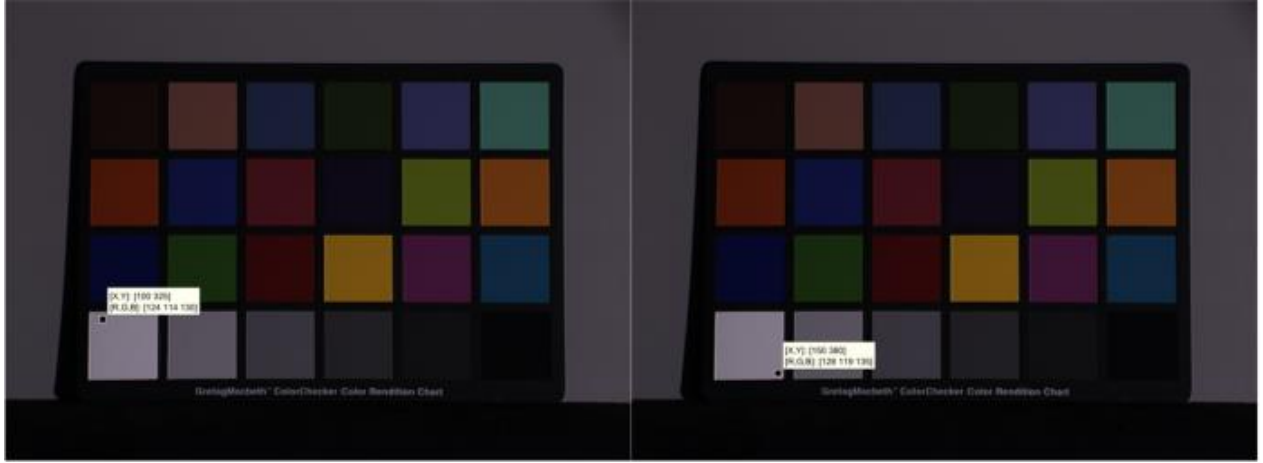 [X,Y]: [100 325]
[R,G,B]: [124 114 130]
GretagMacbeth™ ColorChecker Color Rendition Chart
[X,Y]: [150 380]
[R,G,B]: [128 119 135]
GretagMacbeth™ ColorChecker Color Rendition Chart